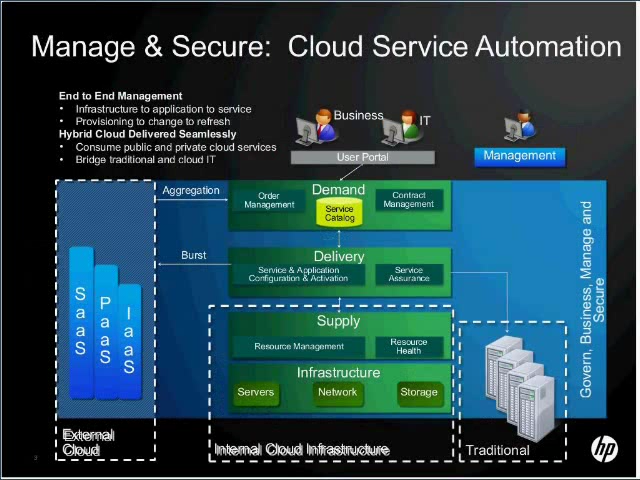 Manage & Secure: Cloud Service Automation
End to End Management
• Infrastructure to application to service
• Provisioning to change to refresh
Hybrid Cloud Delivered Seamlessly
• Consume public and private cloud services
• Bridge traditional and cloud IT
Business
IT
User Portal
Management
Aggregation
Demand
Order
Management
Service
Catalog
Contract
Management
Burst
Delivery
Service & Application
Configuration & Activation
Service
Assurance
Supply
Resource Management
Resource
Health
Infrastructure
Servers
Network
Storage
SaaS
PaaS
IaaS
Govern, Business, Manage and
Secure
External
Cloud
Internal Cloud Infrastructure
Traditional
3
hp